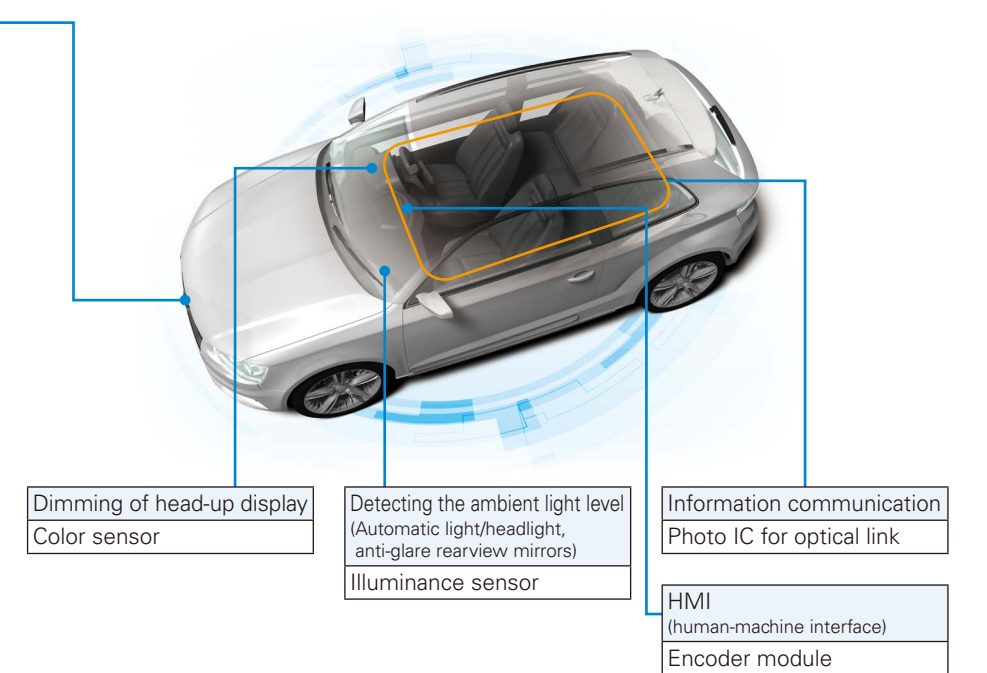 Dimming of head-up display
Color sensor
Detecting the ambient light level
(Automatic light/headlight,
anti-glare rearview mirrors)
Illuminance sensor
Information communication
Photo IC for optical link
HMI
(human-machine interface)
Encoder module